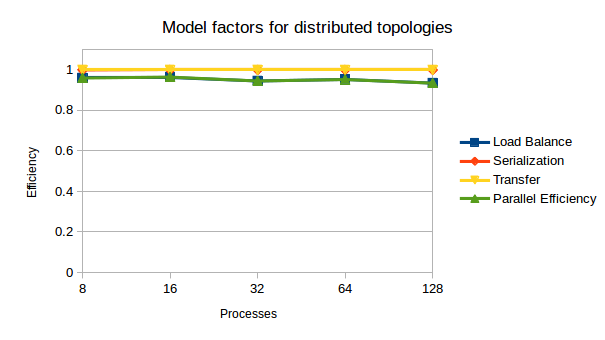 Model factors for distributed topologies
Efficiency
1
0.8
0.6
0.4
0.2
0
8 16 32 64 128
Processes
Load Balance
Serialization
Transfer
Parallel Efficiency